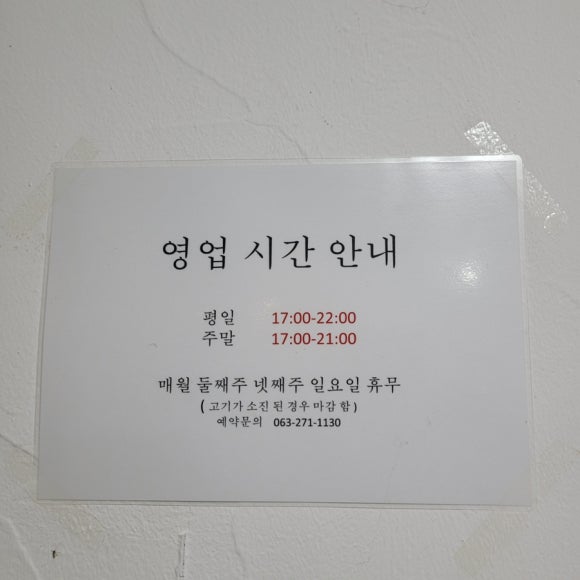 영업 시간 안내
평일 17:00-22:00
주말 17:00-21:00
매월 둘째주 넷째주 일요일 휴무
( 고기가 소진 된 경우 마감 함 )
예약문의 063-271-1130